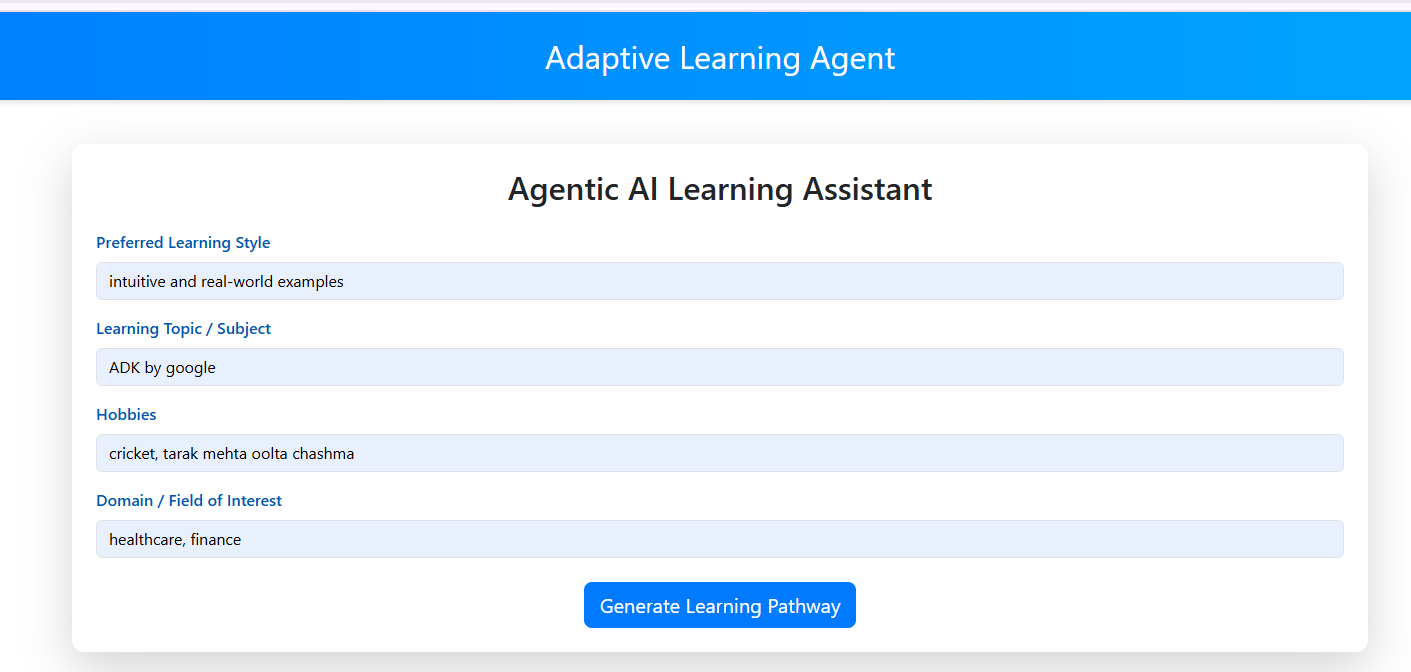 Adaptive Learning Agent
Agentic AI Learning Assistant
Preferred Learning Style
intuitive and real-world examples
Learning Topic / Subject
ADK by google
Hobbies
cricket, tarak mehta oolta chashma
Domain / Field of Interest
healthcare, finance
Generate Learning Pathway